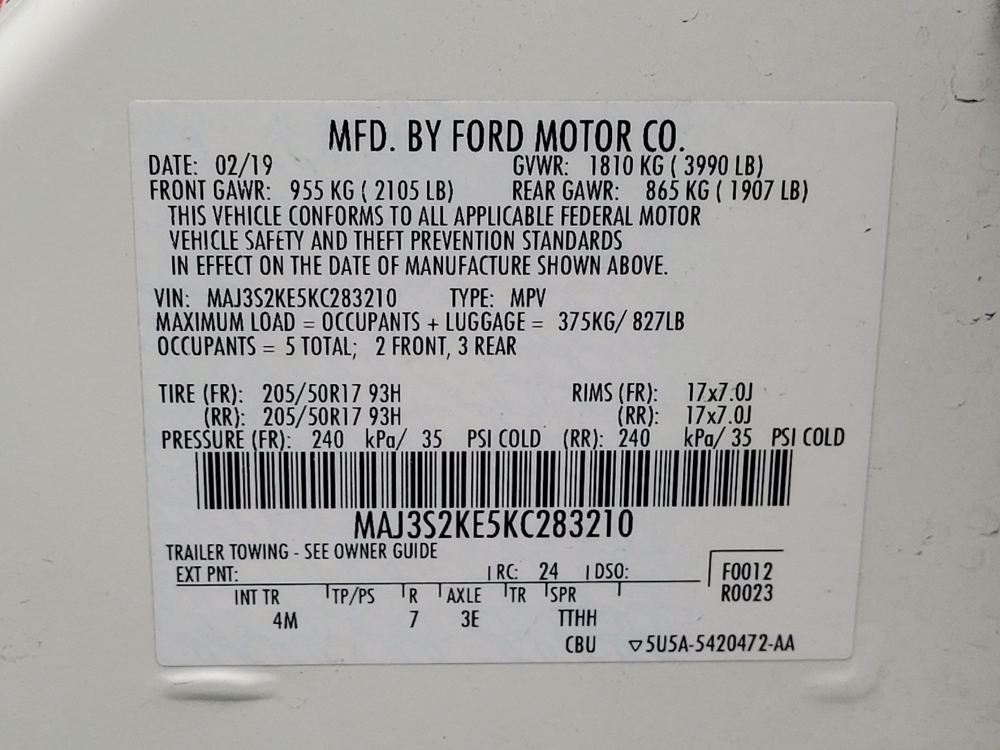 MFD. BY FORD MOTOR CO.
DATE: 02/19 GVWR: 1810 KG ( 3990 LB)
FRONT GAWR: 955 KG ( 2105 LB) REAR GAWR: 865 KG ( 1907 LB)
THIS VEHICLE CONFORMS TO ALL APPLICABLE FEDERAL MOTOR
VEHICLE SAFETY AND THEFT PREVENTION STANDARDS
IN EFFECT ON THE DATE OF MANUFACTURE SHOWN ABOVE.
VIN: MAJ3S2KE5KC283210 TYPE: MPV
MAXIMUM LOAD = OCCUPANTS + LUGGAGE = 375KG/ 827LB
OCCUPANTS = 5 TOTAL; 2 FRONT, 3 REAR
TIRE (FR): 205/50R17 93H RIMS (FR): 17x7.0J
(RR): 205/50R17 93H (RR): 17x7.0J
PRESSURE (FR): 240 kPa/ 35 PSI COLD (RR): 240 kPa/ 35 PSI COLD
MAJ3S2KE5KC283210
TRAILER TOWING - SEE OWNER GUIDE
EXT PNT: RC: 24 DSO: F0012
INT TR TP/PS R AXLE TR SPR R0023
4M 7 3E TTHH
CBU ▽5U5A-5420472-AA